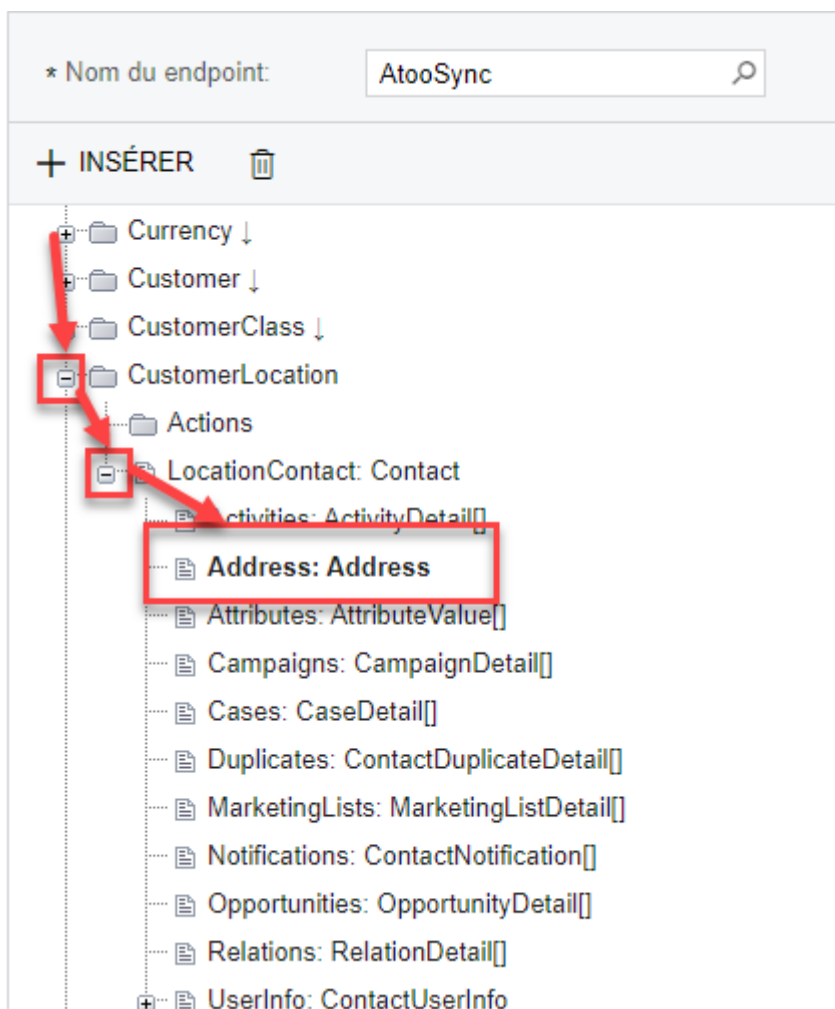 * Nom du endpoint: AtooSync
+ INSÉRER
Currency ↓
Customer ↓
CustomerClass ↓
CustomerLocation
Actions
LocationContact: Contact
Activities: ActivityDetail[]
Address: Address
Attributes: AttributeValue[]
Campaigns: CampaignDetail[]
Cases: CaseDetail[]
Duplicates: ContactDuplicateDetail[]
MarketingLists: MarketingListDetail[]
Notifications: ContactNotification[]
Opportunities: OpportunityDetail[]
Relations: RelationDetail[]
UserInfo: ContactUserInfo